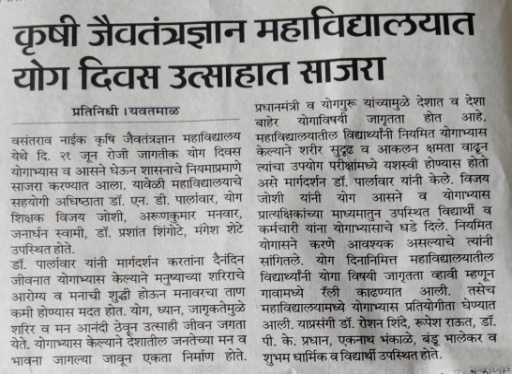 कृषी जैवतंत्रज्ञान महाविद्यालयात
योग दिवस उत्साहात साजरा
प्रतिनिधी । यवतमाळ
वसंतराव नाईक कृषि जैवतंत्रज्ञान महाविद्यालय
येथे दि. २१ जून रोजी जागतीक योग दिवस
योगाभ्यास व आसने घेऊन शासनाचे नियमाप्रमाणे
साजरा करण्यात आला. यावेळी महाविद्यालयाचे
सहयोगी अधिष्ठाता डॉ. एन. डी. पार्लावार, योग
शिक्षक विजय जोशी, अरूणकुमार मनवार,
जनार्धन स्वामी, डॉ. प्रशांत शिंगोटे, मंगेश शेटे
उपस्थित होते.
डॉ. पार्लावार यांनी मार्गदर्शन करतांना दैनंदिन
जीवनात योगाभ्यास केल्याने मनुष्याच्या शरिराचे
आरोग्य व मनाची शुद्धी होऊन मनावरचा ताण
कमी होण्यास मदत होत. योग, ध्यान, जागृकतेमुळे
शरिर व मन आनंदी ठेवून उत्साही जीवन जगता
येते. योगाभ्यास केल्याने देशातील जनतेच्या मन व
भावना जागल्या जावून एकता निर्माण होते.
प्रधानमंत्री व योगगुरू यांच्यामुळे देशात व देशा
बाहेर योगाविषयी जागृतता होत आहे.
महाविद्यालयातील विद्यार्थ्यांनी नियमित योगाभ्यास
केल्याने शरीर सुदृढ व आकलन क्षमता वाढून
त्यांचा उपयोग परीक्षांमध्ये यशस्वी होण्यास होतो
असे मार्गदर्शन डॉ. पार्लावार यांनी केले. विजय
जोशी यांनी योग आसने व योगाभ्यास
प्रात्यक्षिकांच्या माध्यमातुन उपस्थित विद्यार्थी व
कर्मचारी यांना योगाभ्यासाचे धडे दिले. नियमित
योगासने करणे आवश्यक असल्याचे त्यांनी
सांगितले. योग दिनानिमित्त महाविद्यालयातील
विद्यार्थ्यांनी योगा विषयी जागृतता व्हावी म्हणून
गावामध्ये रॅली काढण्यात आली. तसेच
महाविद्यालयामध्ये योगाभ्यास प्रतियोगीता घेण्यात
आली. याप्रसंगी डॉ. रोशन शिंदे, रूपेश राऊत, डॉ.
पी. के. प्रधान, एकनाथ भंकाळे, बंडू भालेकर व
शुभम धार्मिक व विद्यार्थी उपस्थित होते.